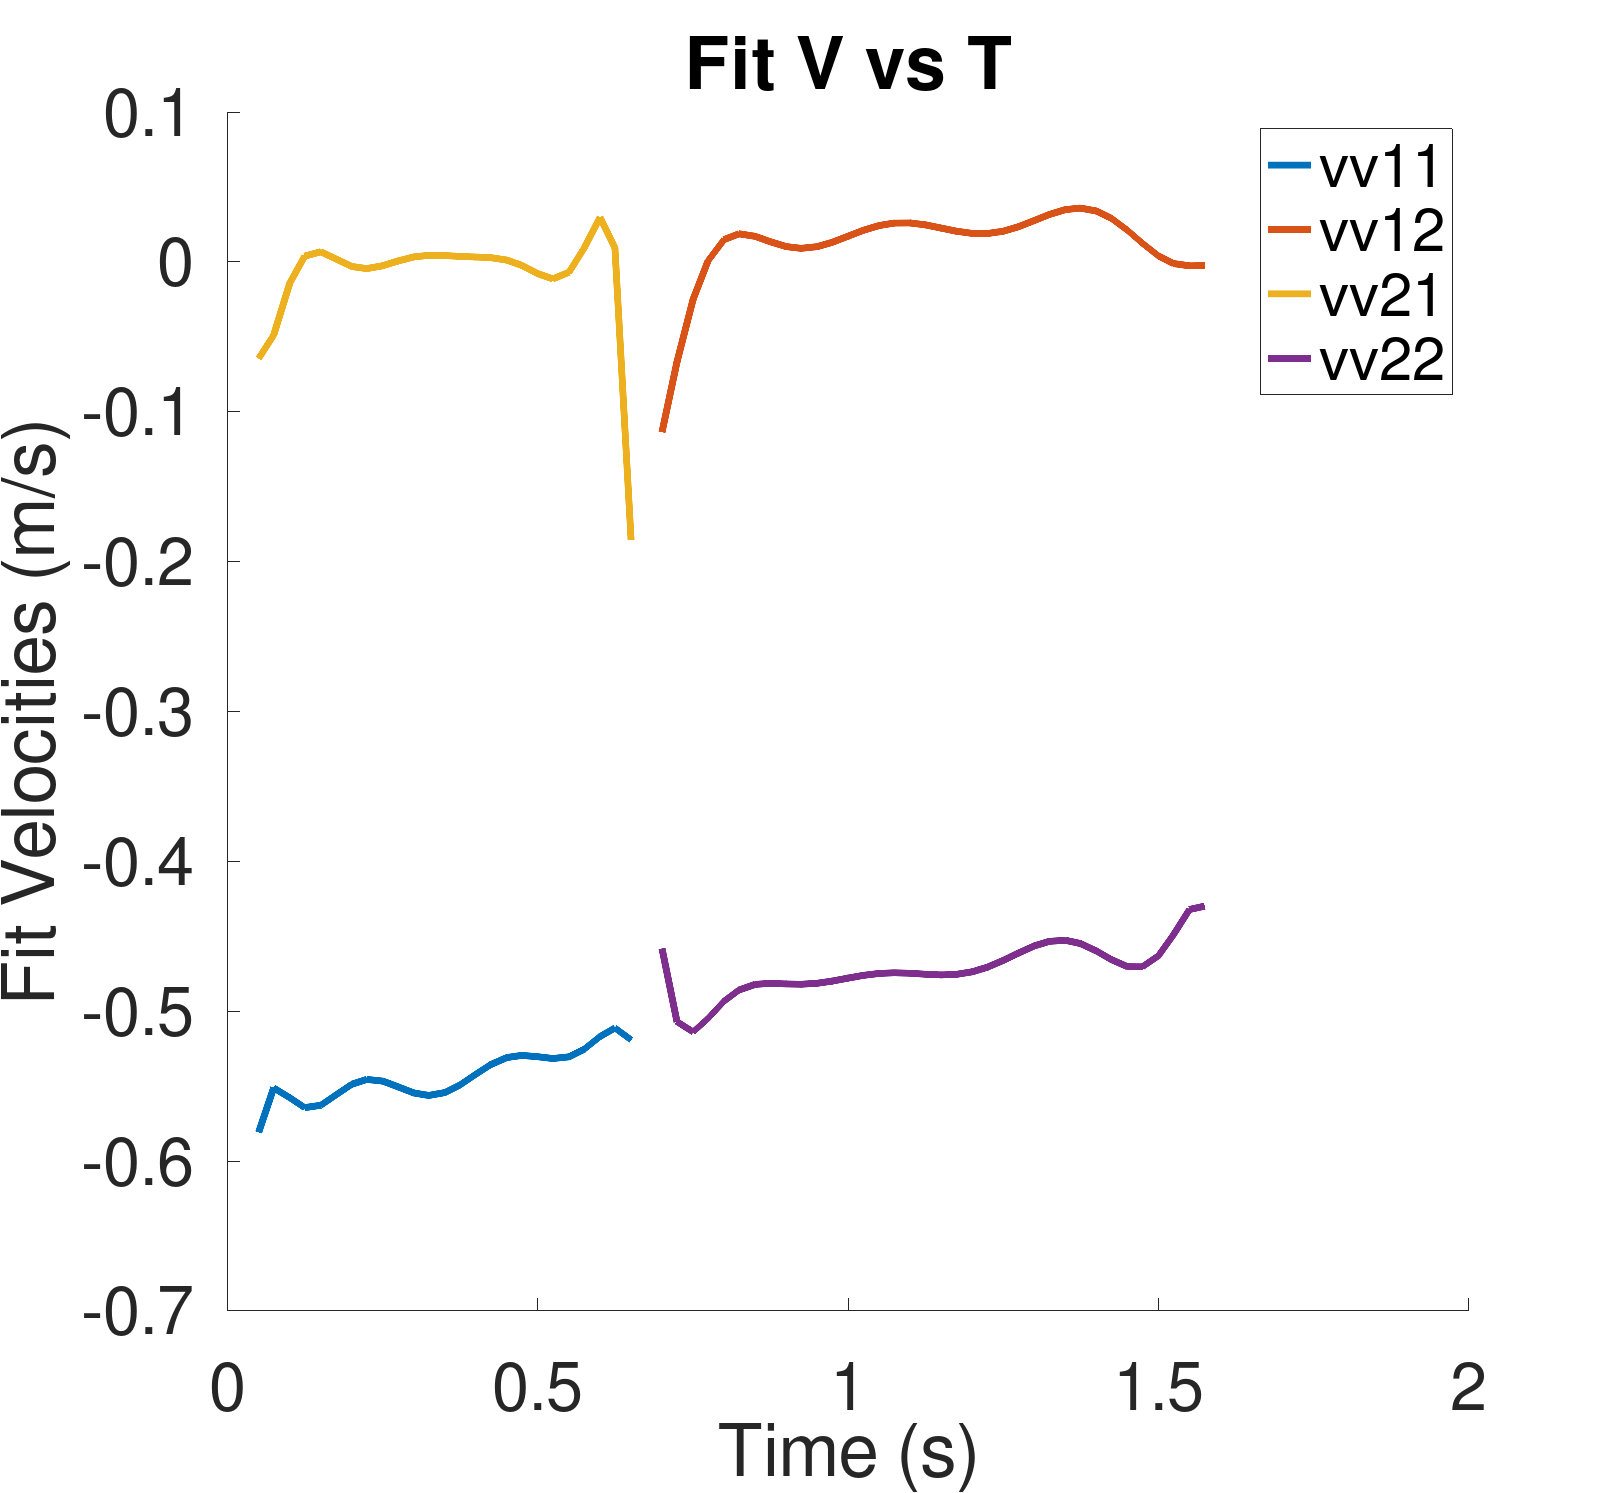 Fit V vs T
0.1
0
-0.1
-0.2
-0.3
-0.4
-0.5
-0.6
-0.7
Fit Velocities (m/s)
vv11
vv12
vv21
vv22
0 0.5 1 1.5 2
Time (s)